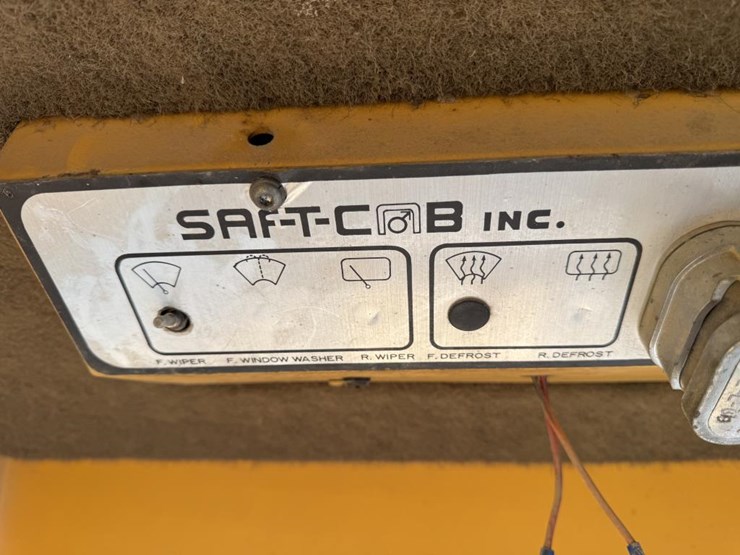 SAF-T-CAB INC.
F. WIPER F. WINDOW WASHER R. WIPER F. DEFROST R. DEFROST